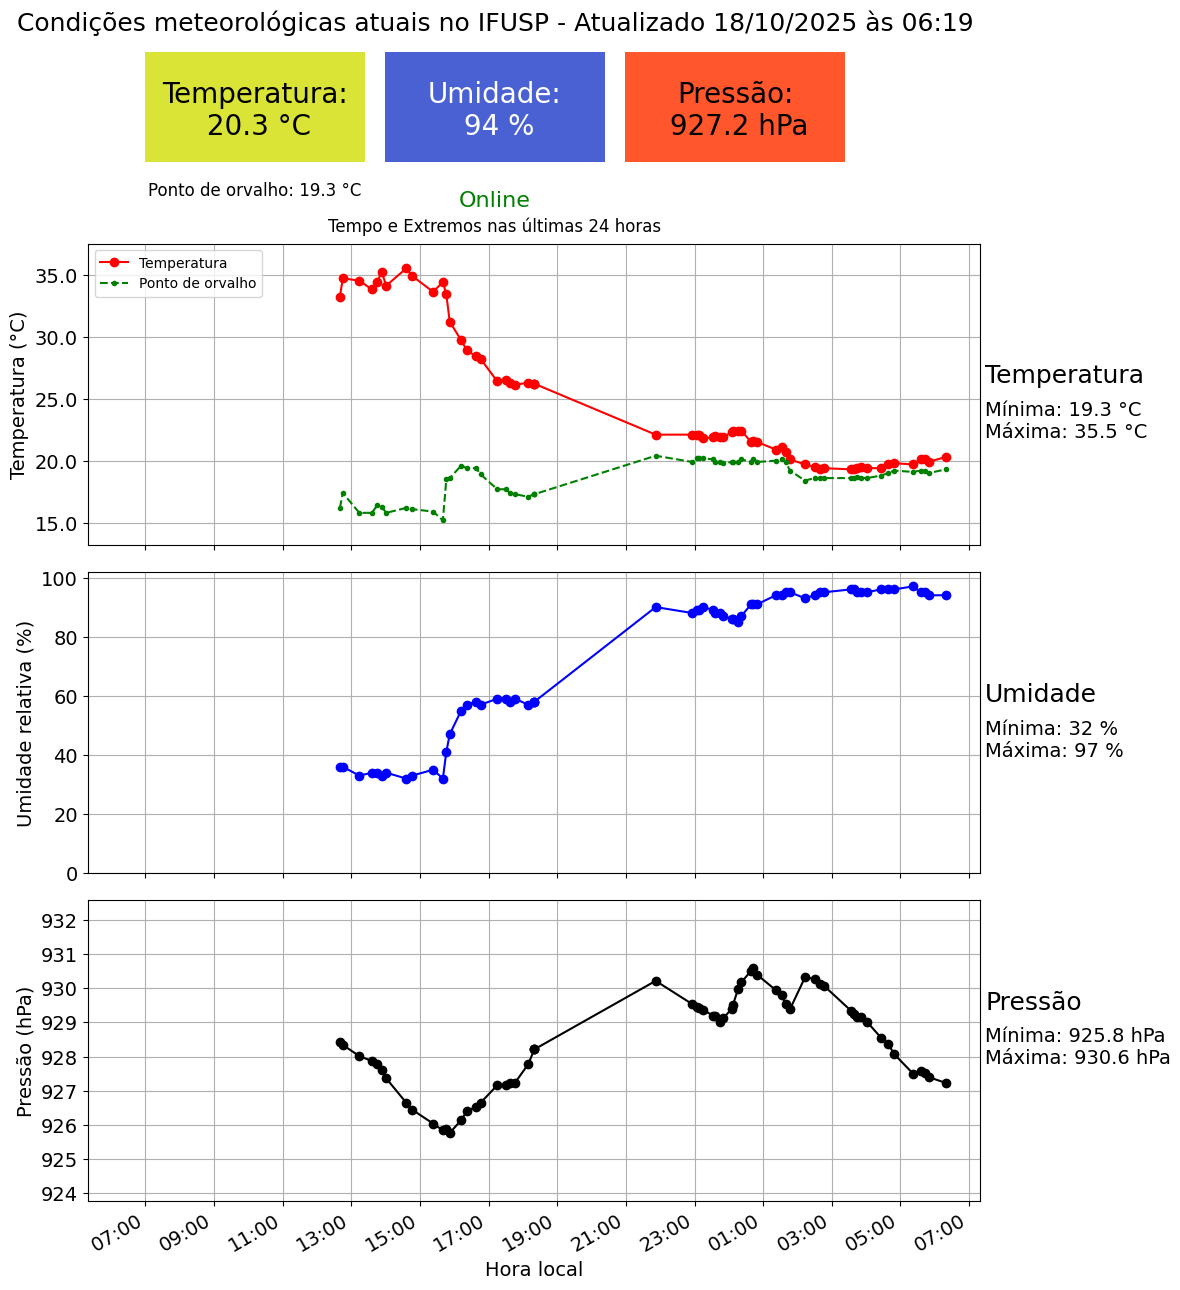 Condições meteorológicas atuais no IFUSP - Atualizado 18/10/2025 às 06:19
Temperatura:
20.3 °C
Umidade:
94 %
Pressão:
927.2 hPa
Ponto de orvalho: 19.3 °C
Online
Tempo e Extremos nas últimas 24 horas
Temperatura
Ponto de orvalho
Temperatura (°C)
35.0
30.0
25.0
20.0
15.0
Temperatura
Mínima: 19.3 °C
Máxima: 35.5 °C
Umidade relativa (%)
100
80
60
40
20
0
Umidade
Mínima: 32 %
Máxima: 97 %
Pressão (hPa)
932
931
930
929
928
927
926
925
924
Pressão
Mínima: 925.8 hPa
Máxima: 930.6 hPa
07:00 09:00 11:00 13:00 15:00 17:00 19:00 21:00 23:00 01:00 03:00 05:00 07:00
Hora local